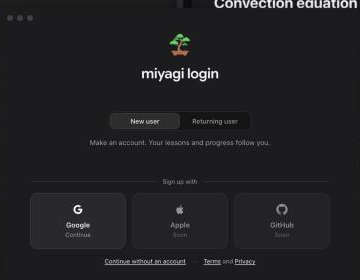 Convection equation
miyagi login
New user Returning user
Make an account. Your lessons and progress follow you.
Sign up with
Google Apple GitHub
Continue Soon Soon
Continue without an account · Terms and Privacy